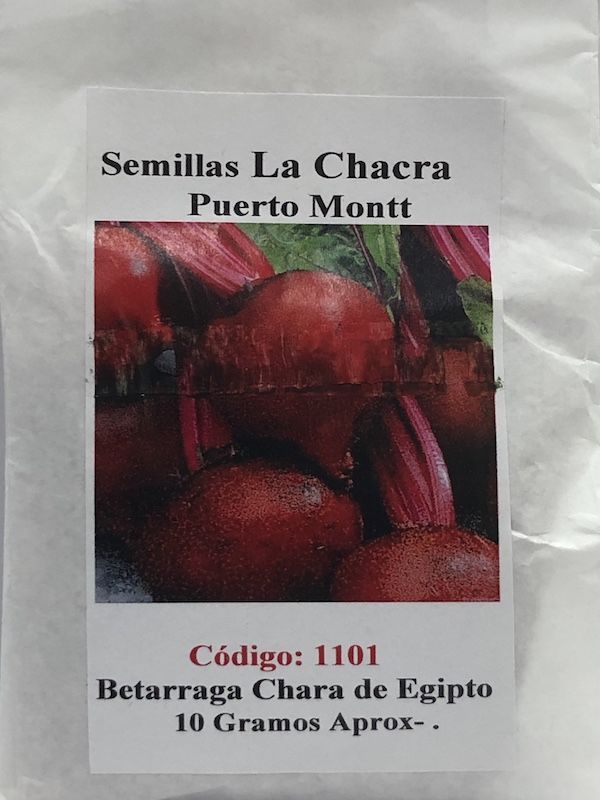 Semillas La Chacra
Puerto Montt
Código: 1101
Betarraga Chara de Egipto
10 Gramos Aprox- .